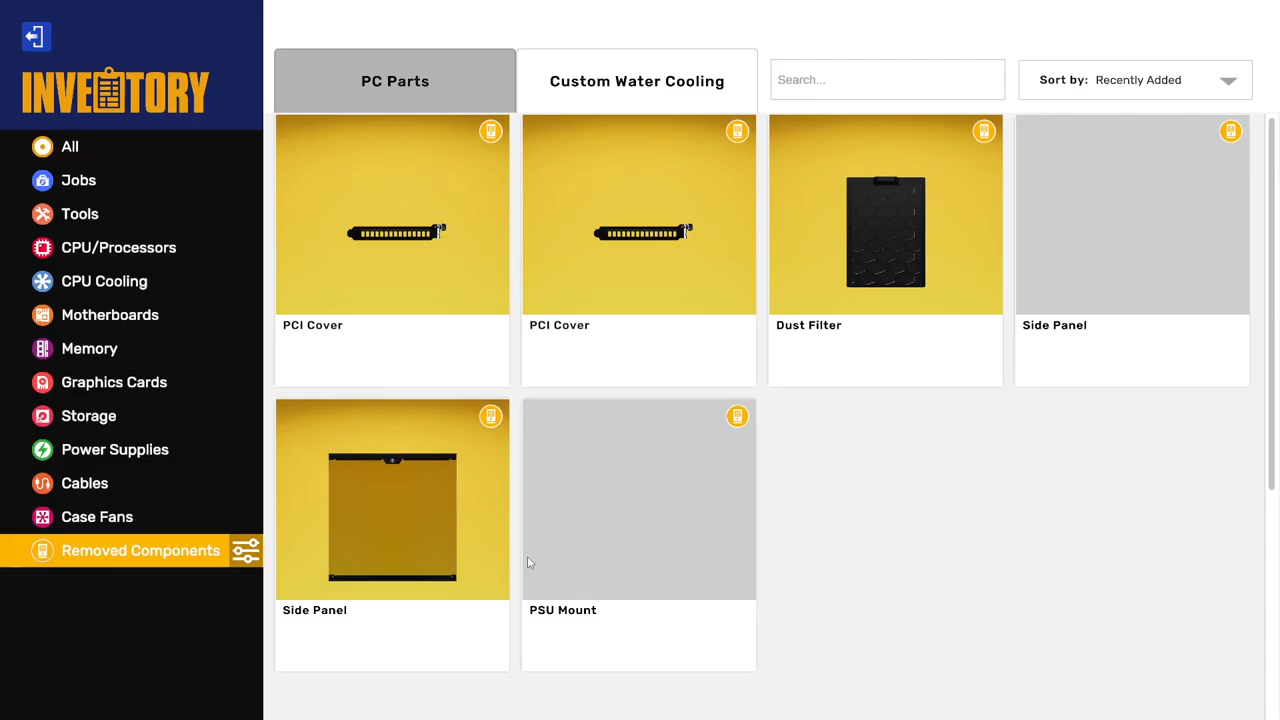 INVENTORY
All
Jobs
Tools
CPU/Processors
CPU Cooling
Motherboards
Memory
Graphics Cards
Storage
Power Supplies
Cables
Case Fans
Removed Components
PC Parts
Custom Water Cooling
Search...
Sort by: Recently Added
PCI Cover
PCI Cover
Dust Filter
Side Panel
Side Panel
PSU Mount